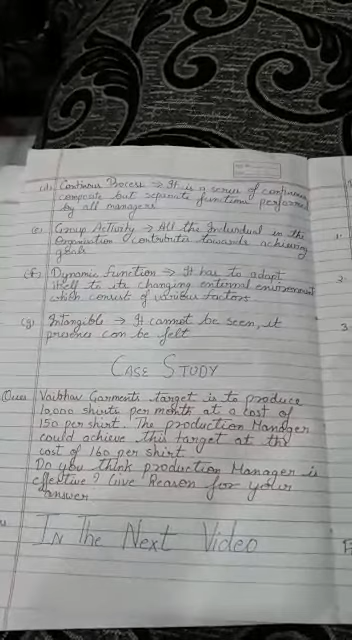 (d) Continuous Process → It is a series of continuous
composite but separate functions performed
by all managers
(e) Group Activity → All the Individual in the
Organisation contributes towards achieving
goals
(f) Dynamic function → It has to adapt
itself to its changing external environment
which consist of various factors
(g) Intangible → It cannot be seen, it
presence can be felt
CASE STUDY
Ques Vaibhav Garments target is to produce
10,000 shirts per month at a cost of
150 per shirt. The production Manager
could achieve this target at the
cost of 160 per shirt.
Do you think production Manager is
effective? Give Reason for your
answer
IN THE NEXT VIDEO